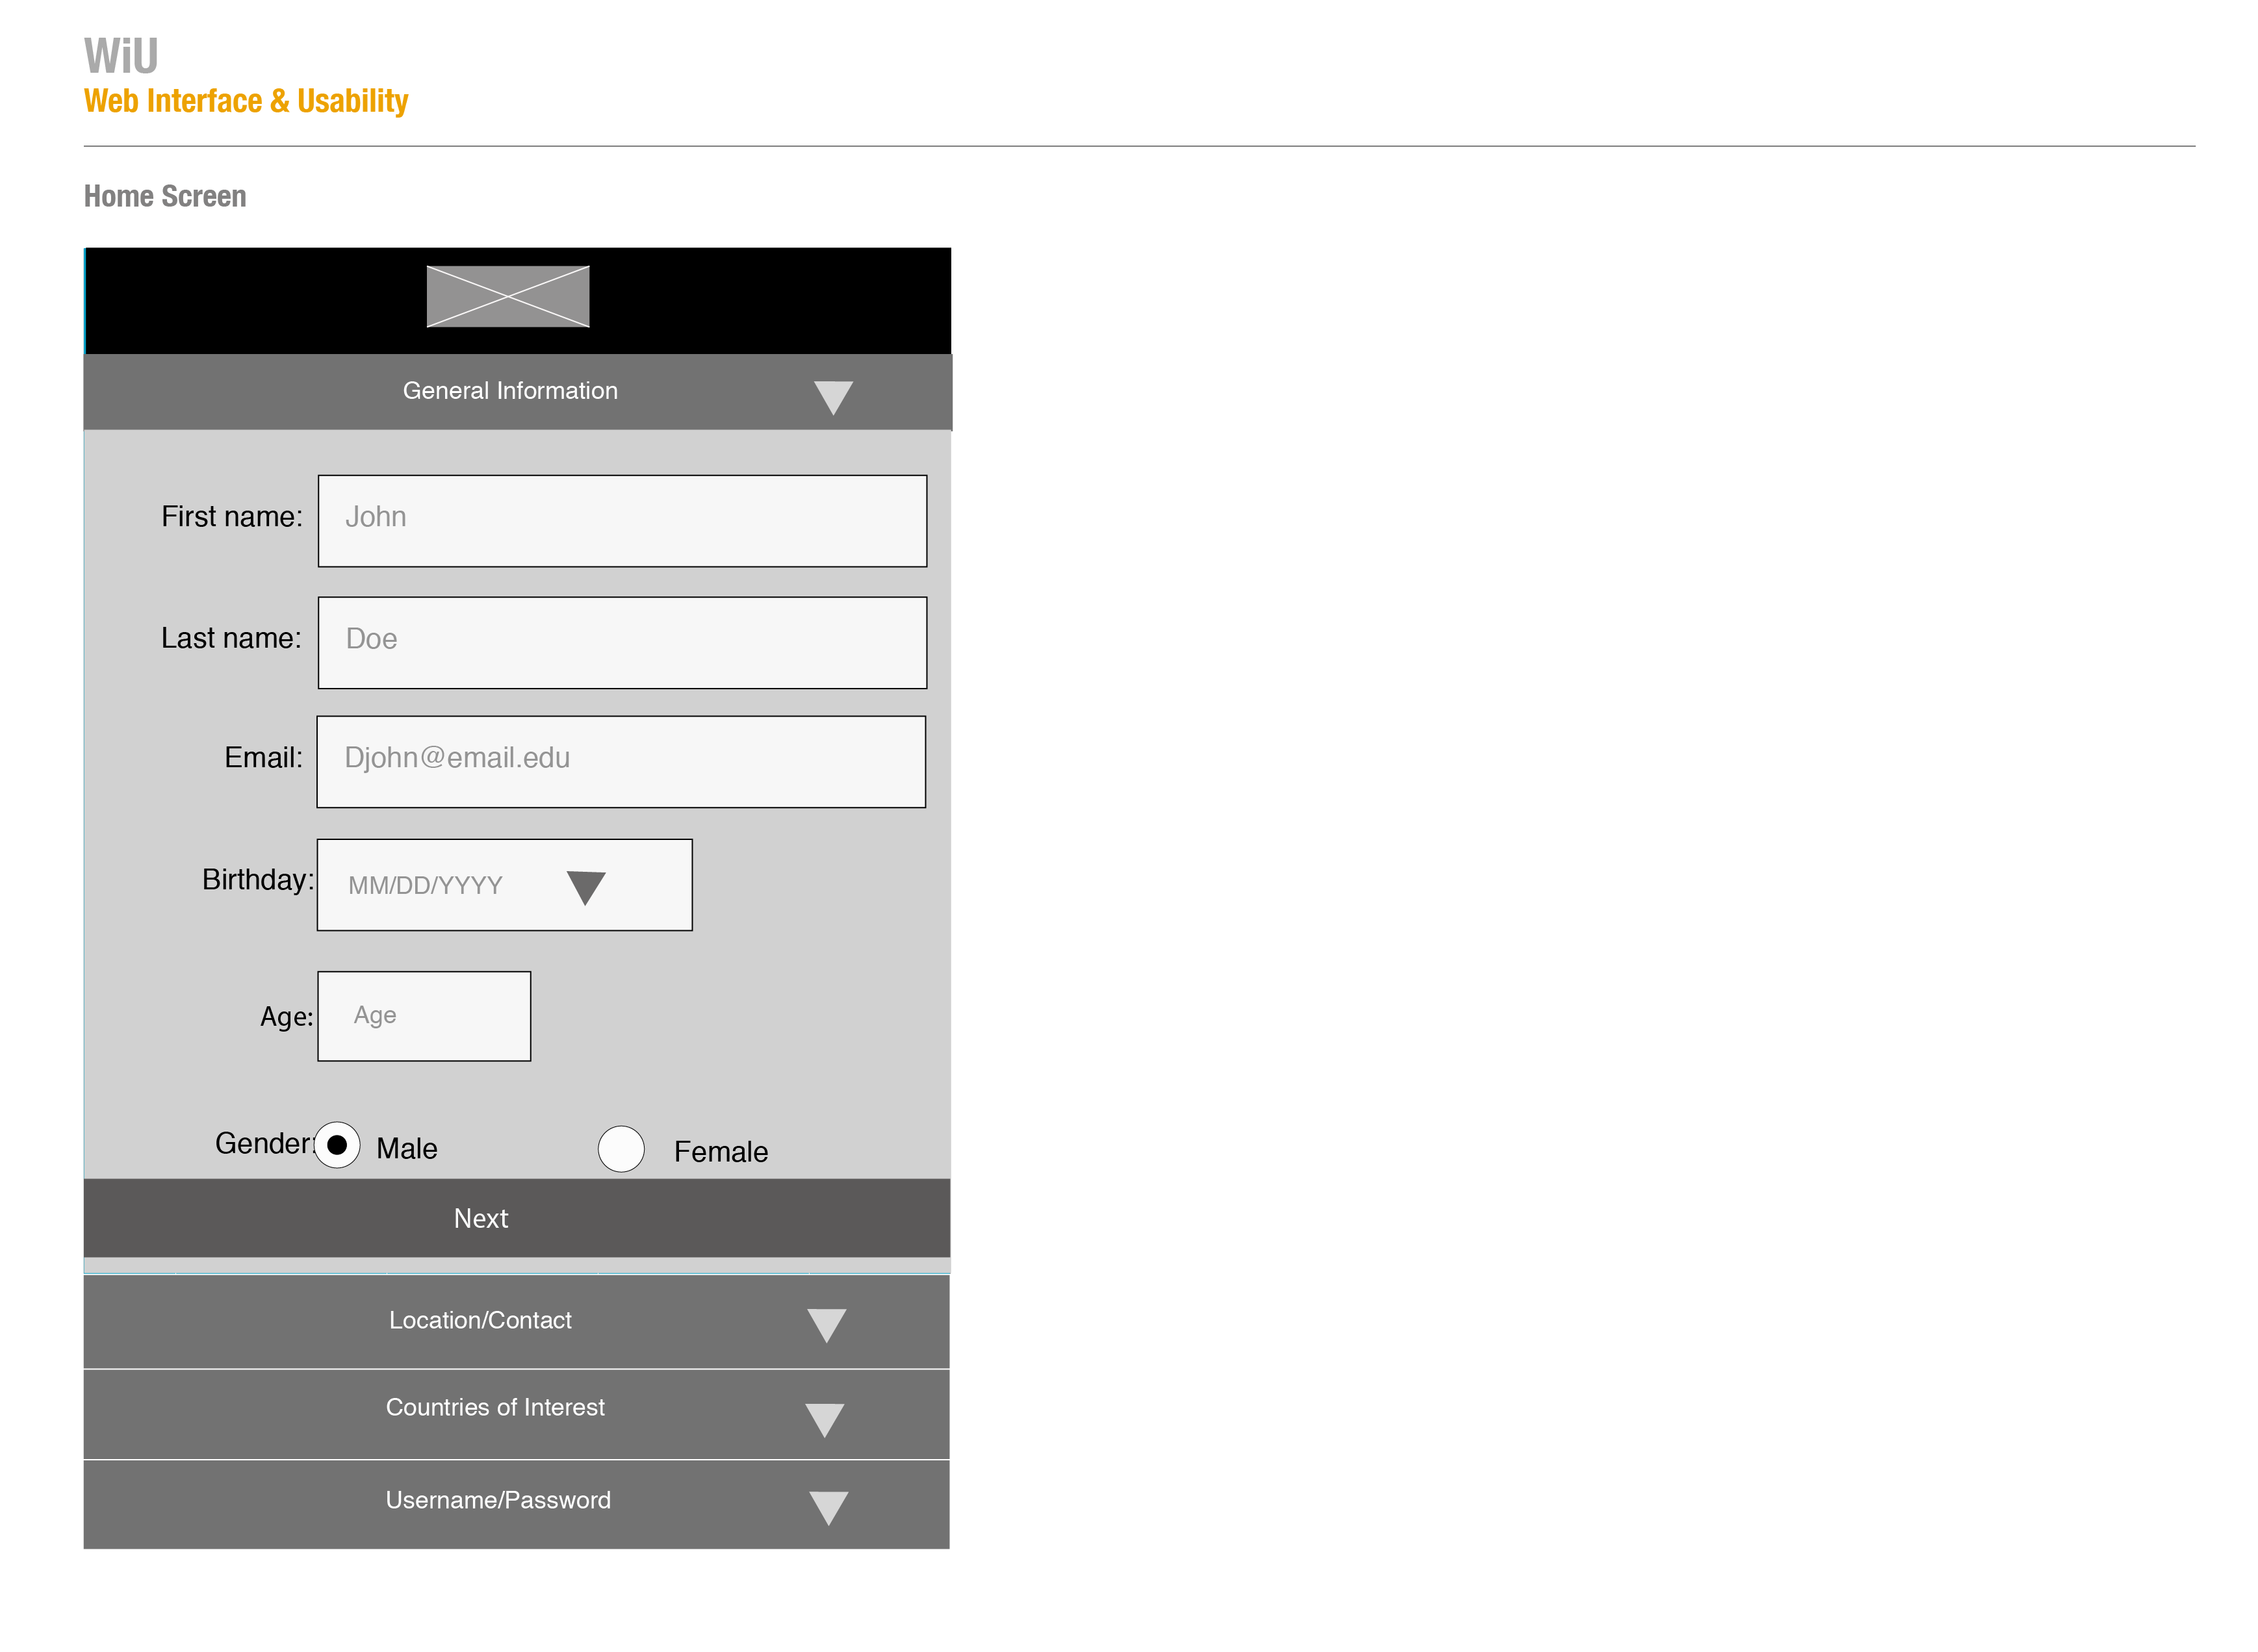 WiU
Web Interface & Usability
Home Screen
General Information
First name: John
Last name: Doe
Email: Djohn@email.edu
Birthday: MM/DD/YYYY
Age: Age
Gender: Male Female
Next
Location/Contact
Countries of Interest
Username/Password